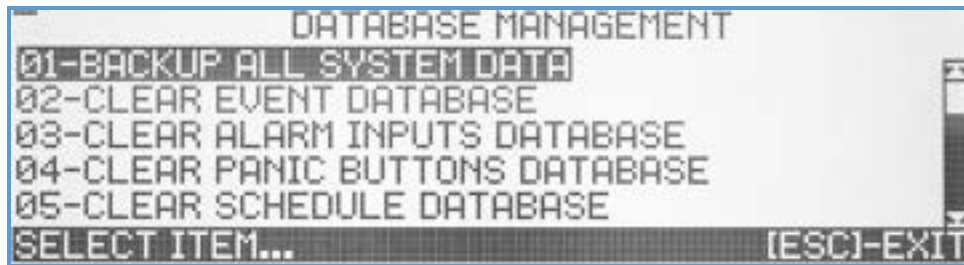 DATABASE MANAGEMENT
01-BACKUP ALL SYSTEM DATA
02-CLEAR EVENT DATABASE
03-CLEAR ALARM INPUTS DATABASE
04-CLEAR PANIC BUTTONS DATABASE
05-CLEAR SCHEDULE DATABASE
SELECT ITEM... [ESC]-EXIT